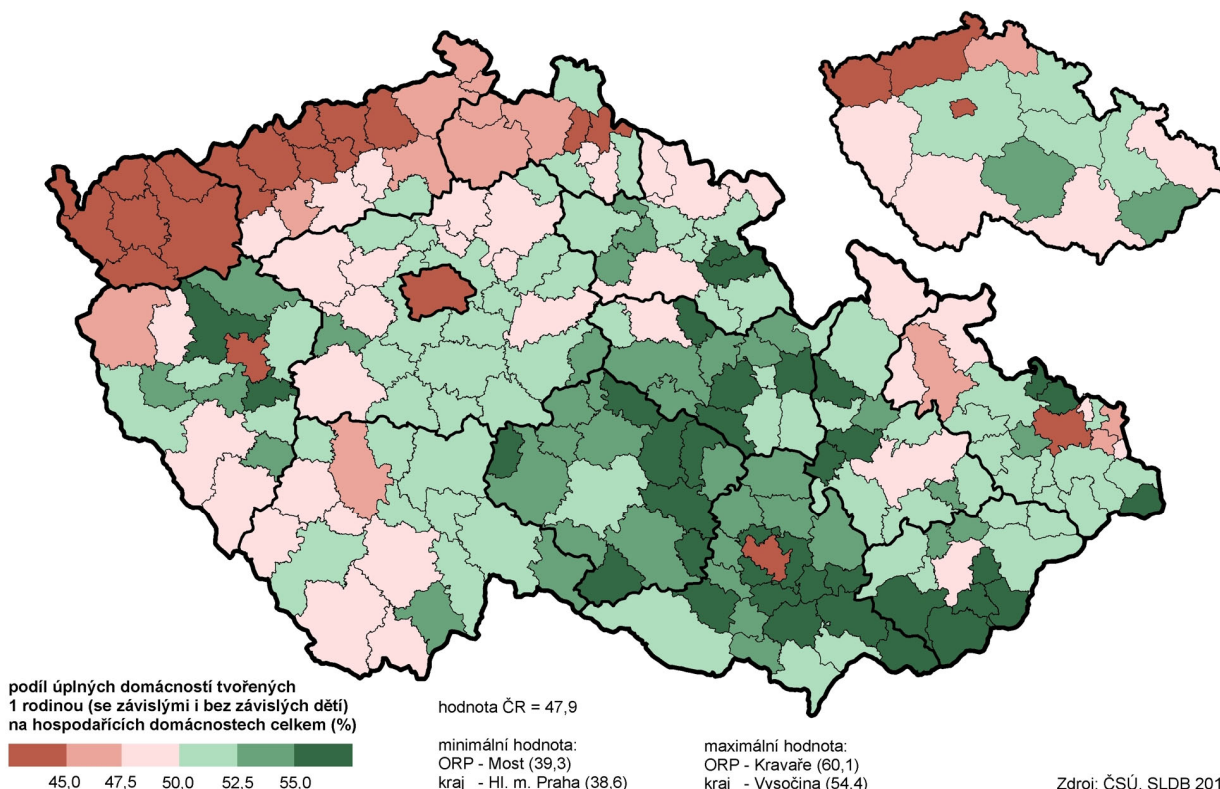 podíl úplných domácností tvořených
1 rodinou (se závislými i bez závislých dětí)
na hospodařících domácnostech celkem (%)
45,0 47,5 50,0 52,5 55,0
hodnota ČR = 47,9
minimální hodnota:
ORP - Most (39,3)
kraj - Hl. m. Praha (38,6)
maximální hodnota:
ORP - Kravaře (60,1)
kraj - Vysočina (54,4)
Zdroj: ČSÚ, SLDB 201